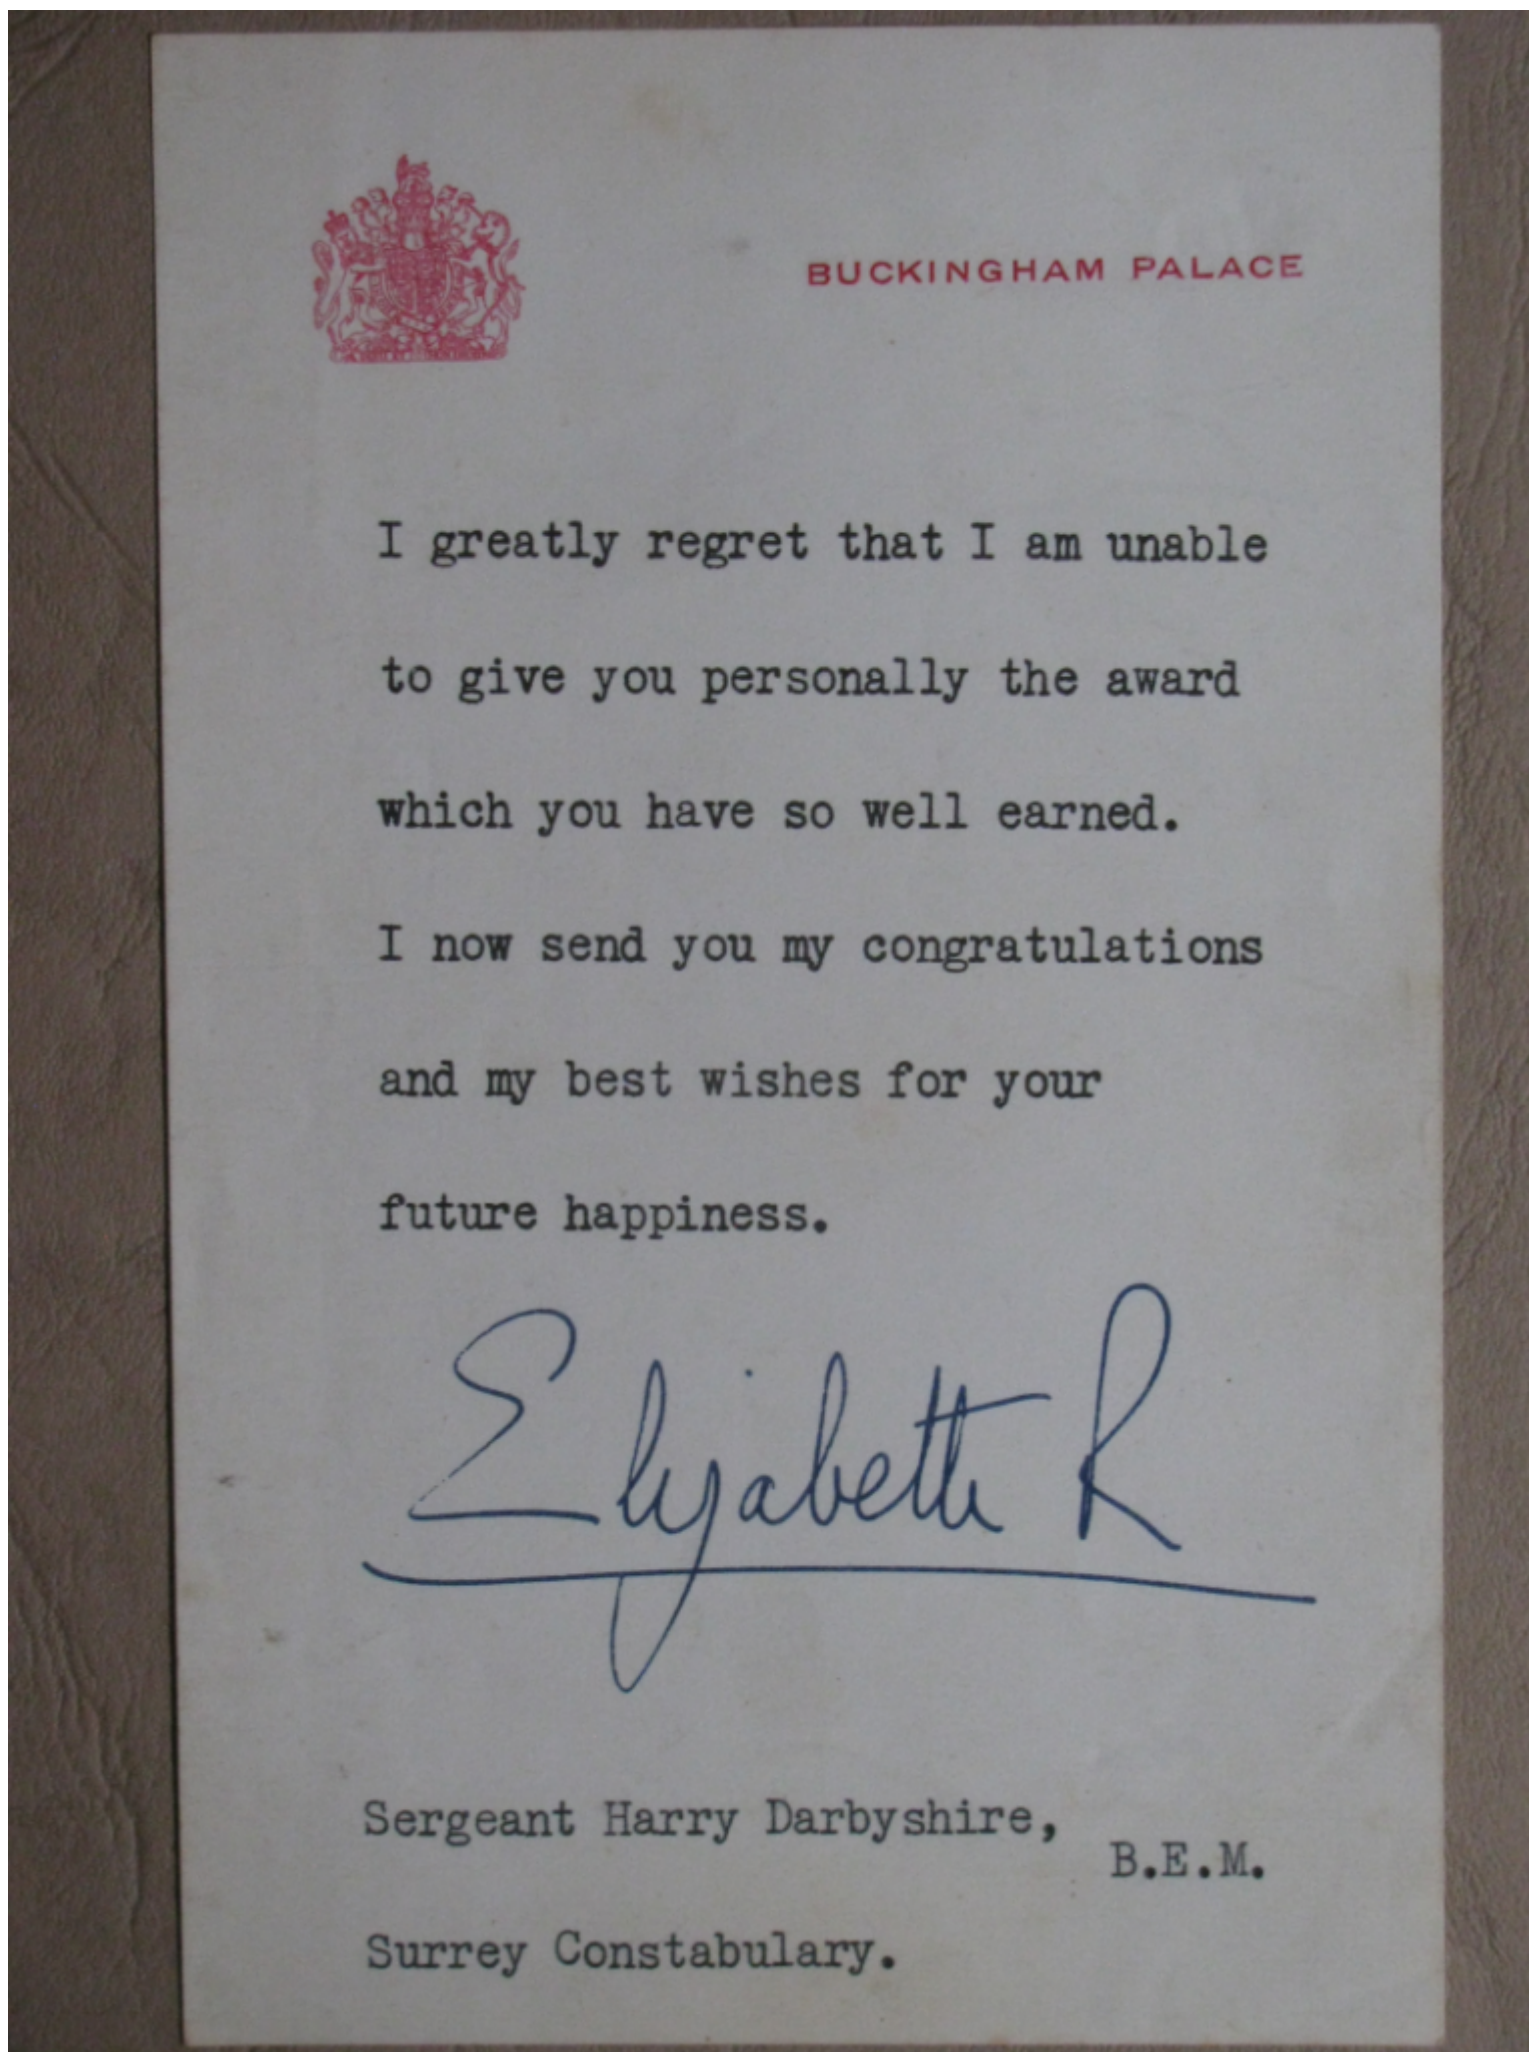 BUCKINGHAM PALACE
I greatly regret that I am unable
to give you personally the award
which you have so well earned.
I now send you my congratulations
and my best wishes for your
future happiness.
Elizabeth R
Sergeant Harry Darbyshire,
B.E.M.
Surrey Constabulary.